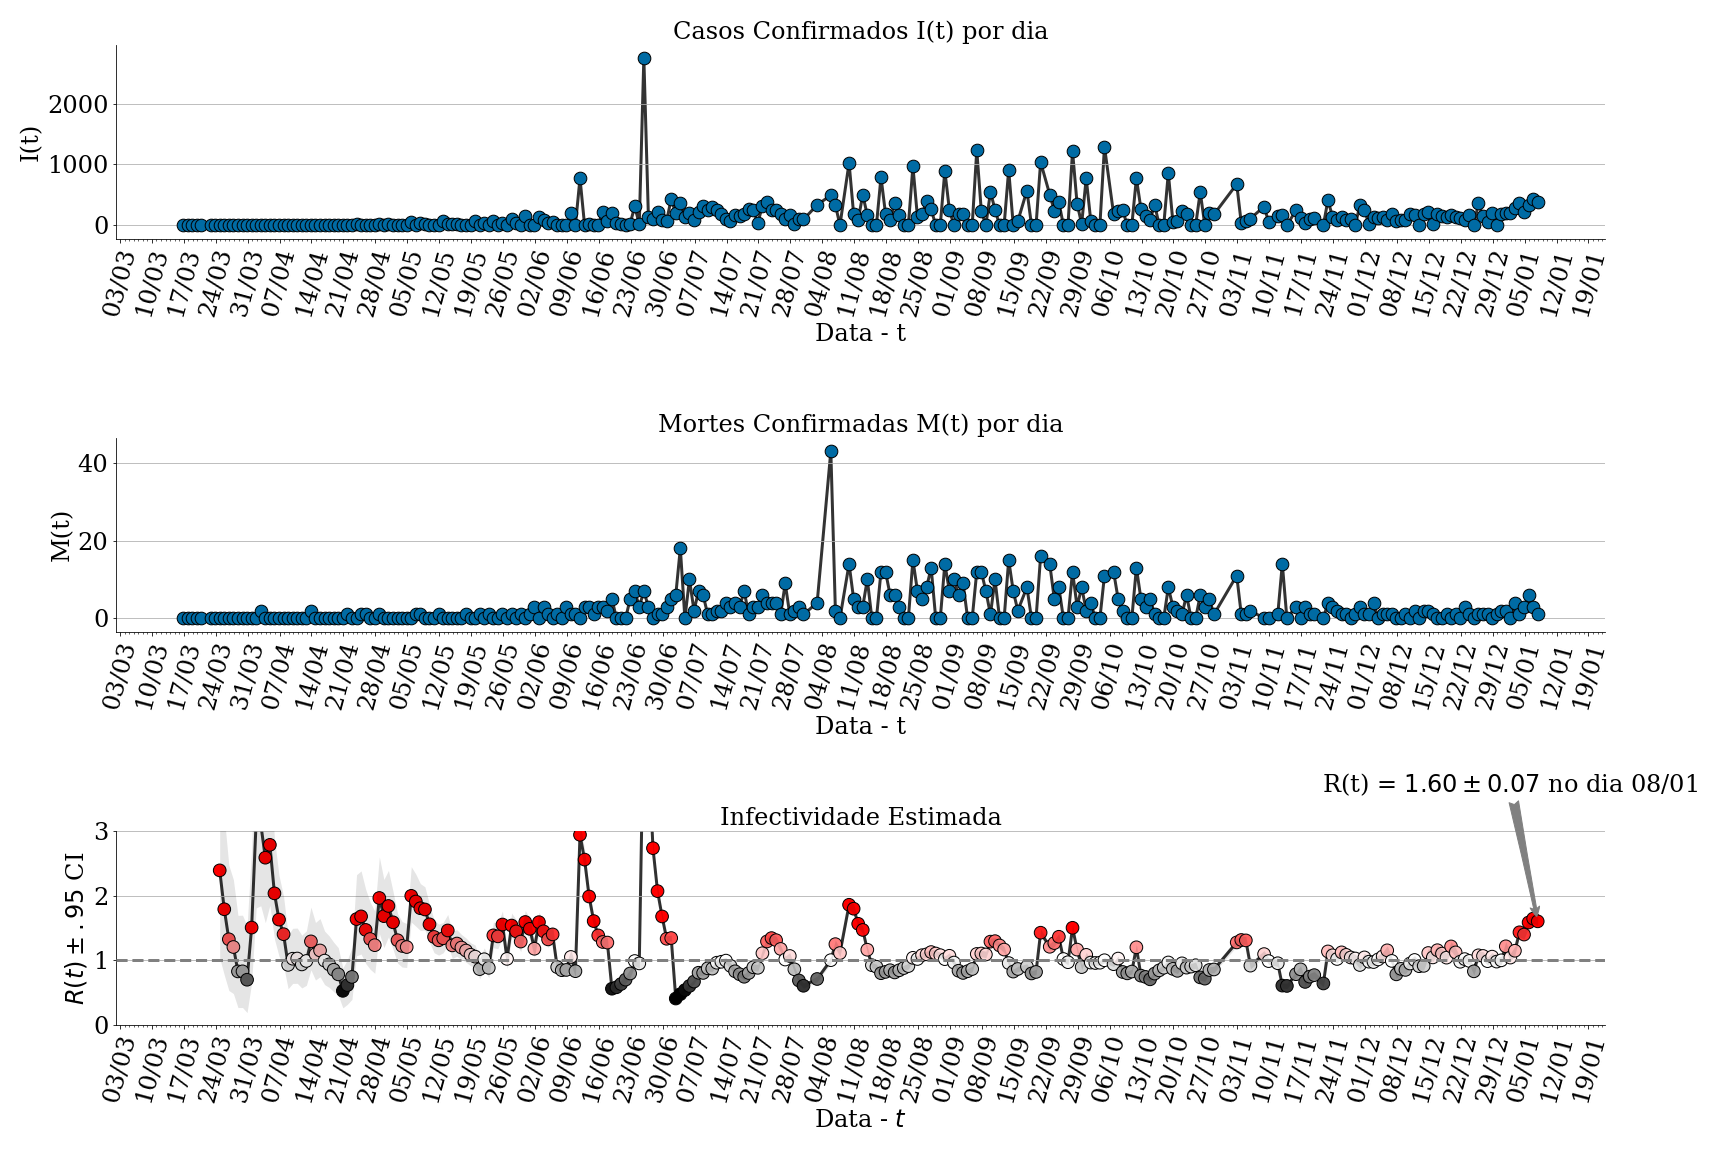 Casos Confirmados I(t) por dia
I(t)
2000
1000
0
03/03 10/03 17/03 24/03 31/03 07/04 14/04 21/04 28/04 05/05 12/05 19/05 26/05 02/06 09/06 16/06 23/06 30/06 07/07 14/07 21/07 28/07 04/08 11/08 18/08 25/08 01/09 08/09 15/09 22/09 29/09 06/10 13/10 20/10 27/10 03/11 10/11 17/11 24/11 01/12 08/12 15/12 22/12 29/12 05/01 12/01 19/01
Data - t
Mortes Confirmadas M(t) por dia
M(t)
40
20
0
03/03 10/03 17/03 24/03 31/03 07/04 14/04 21/04 28/04 05/05 12/05 19/05 26/05 02/06 09/06 16/06 23/06 30/06 07/07 14/07 21/07 28/07 04/08 11/08 18/08 25/08 01/09 08/09 15/09 22/09 29/09 06/10 13/10 20/10 27/10 03/11 10/11 17/11 24/11 01/12 08/12 15/12 22/12 29/12 05/01 12/01 19/01
Data - t
R(t) = 1.60 ± 0.07 no dia 08/01
Infectividade Estimada
R(t) ± .95 CI
3
2
1
0
03/03 10/03 17/03 24/03 31/03 07/04 14/04 21/04 28/04 05/05 12/05 19/05 26/05 02/06 09/06 16/06 23/06 30/06 07/07 14/07 21/07 28/07 04/08 11/08 18/08 25/08 01/09 08/09 15/09 22/09 29/09 06/10 13/10 20/10 27/10 03/11 10/11 17/11 24/11 01/12 08/12 15/12 22/12 29/12 05/01 12/01 19/01
Data - t